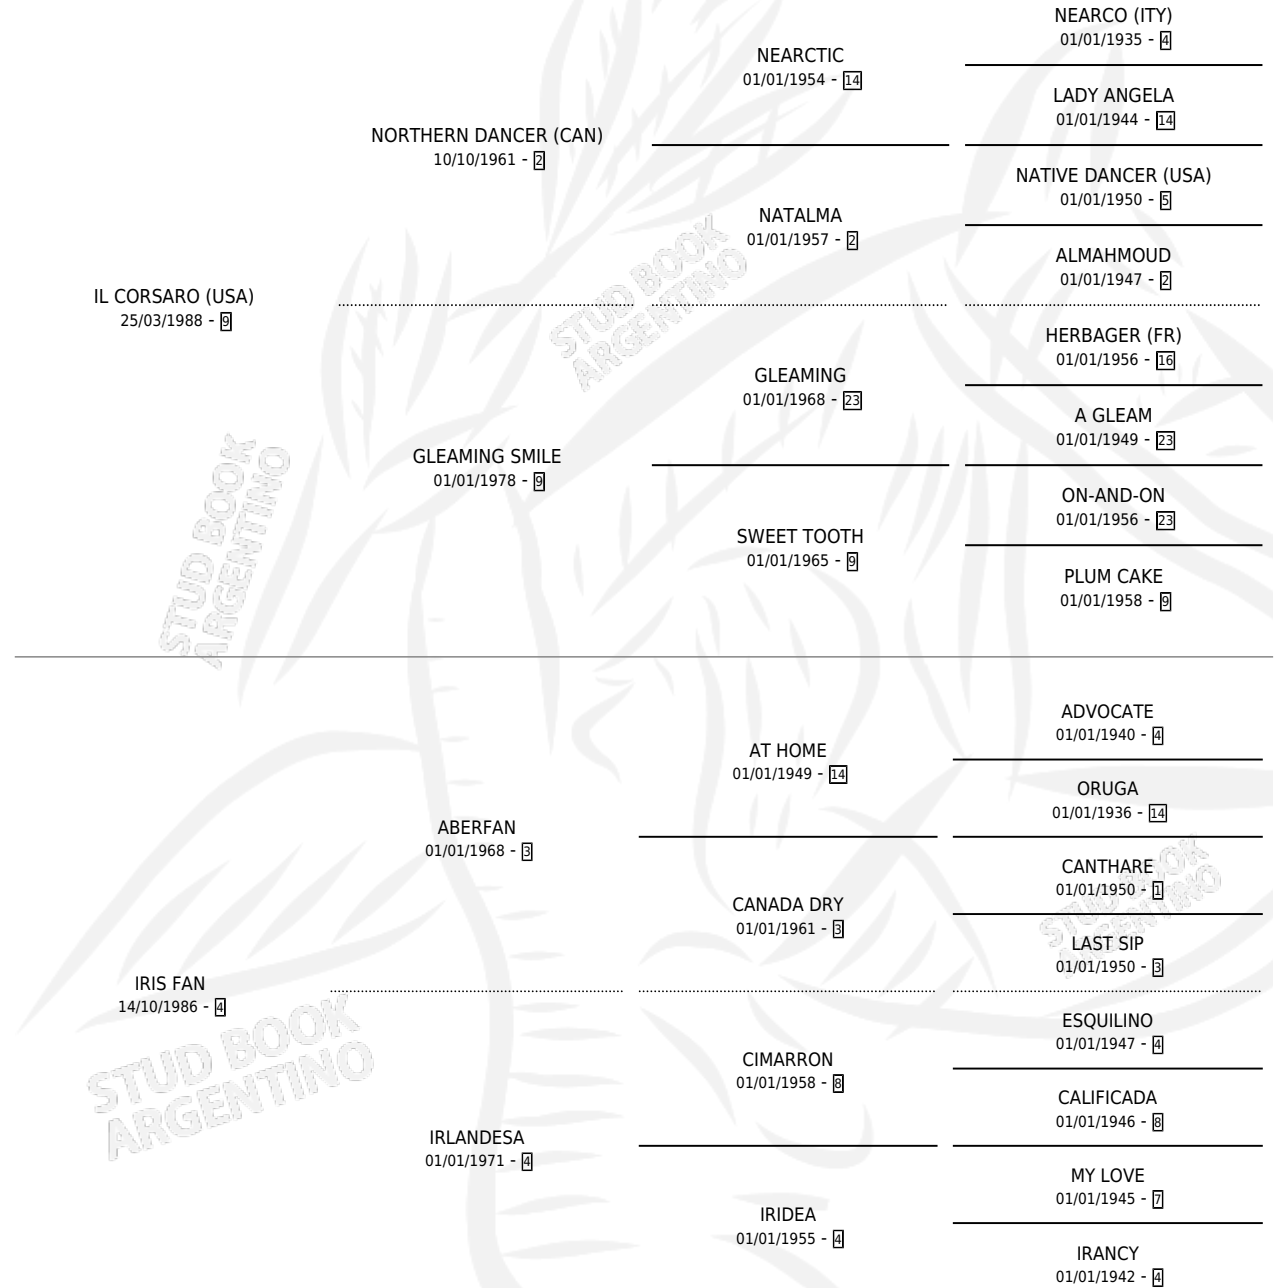 NEARCO (ITY)
01/01/1935 - 4
NEARCTIC
01/01/1954 - 14
LADY ANGELA
01/01/1944 - 14
NORTHERN DANCER (CAN)
10/10/1961 - 2
NATIVE DANCER (USA)
01/01/1950 - 5
NATALMA
01/01/1957 - 2
ALMAHMOUD
01/01/1947 - 2
IL CORSARO (USA)
25/03/1988 - 9
HERBAGER (FR)
01/01/1956 - 16
GLEAMING
01/01/1968 - 23
A GLEAM
01/01/1949 - 23
GLEAMING SMILE
01/01/1978 - 9
ON-AND-ON
01/01/1956 - 23
SWEET TOOTH
01/01/1965 - 9
PLUM CAKE
01/01/1958 - 9
ADVOCATE
01/01/1940 - 4
AT HOME
01/01/1949 - 14
ORUGA
01/01/1936 - 14
ABERFAN
01/01/1968 - 3
CANTHARE
01/01/1950 - 1
CANADA DRY
01/01/1961 - 3
LAST SIP
01/01/1950 - 3
IRIS FAN
14/10/1986 - 4
ESQUILINO
01/01/1947 - 4
CIMARRON
01/01/1958 - 8
CALIFICADA
01/01/1946 - 8
IRLANDESA
01/01/1971 - 4
MY LOVE
01/01/1945 - 7
IRIDEA
01/01/1955 - 4
IRANCY
01/01/1942 - 4
STUD BOOK
ARGENTINO
STUD BOOK
ARGENTINO
STUD BOOK
ARGENTINO
STUD BOOK
ARGENTINO